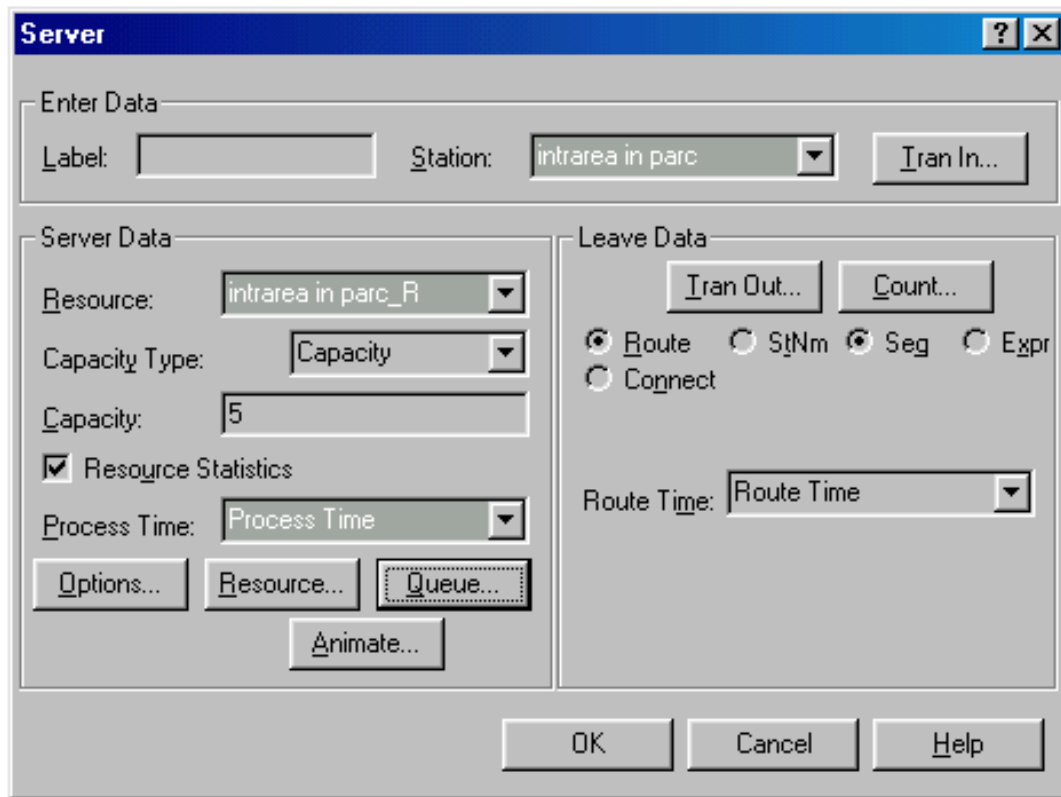 Server
Enter Data
Label: Station: intrarea in parc Tran In...
Server Data
Resource: intrarea in parc_R
Capacity Type: Capacity
Capacity: 5
Resource Statistics
Process Time: Process Time
Options... Resource... Queue...
Animate...
Leave Data
Tran Out... Count...
Route StNm Seg Expr
Connect
Route Time: Route Time
OK Cancel Help